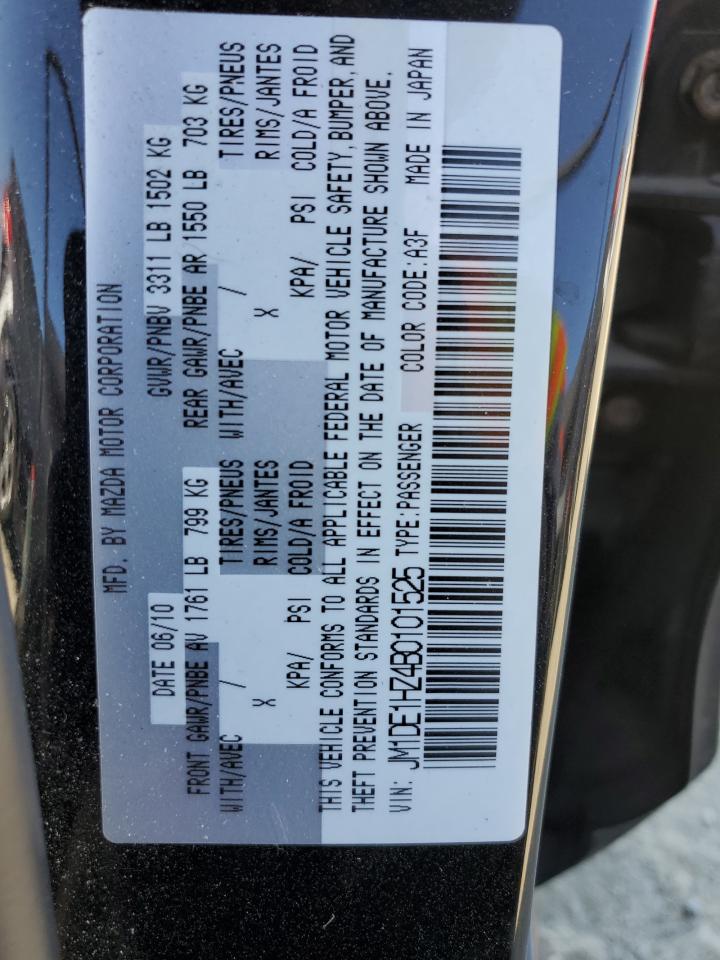 MFD. BY MAZDA MOTOR CORPORATION
DATE 06/10 GVWR/PNBV 3311 LB 1502 KG
FRONT GAWR/PNBE AV 1761 LB 799 KG REAR GAWR/PNBE AR 1550 LB 703 KG
WITH/AVEC / TIRES/PNEUS WITH/AVEC / TIRES/PNEUS
X RIMS/JANTES X RIMS/JANTES
KPA/ PSI COLD/A FROID KPA/ PSI COLD/A FROID
THIS VEHICLE CONFORMS TO ALL APPLICABLE FEDERAL MOTOR VEHICLE SAFETY, BUMPER, AND
THEFT PREVENTION STANDARDS IN EFFECT ON THE DATE OF MANUFACTURE SHOWN ABOVE.
VIN: JM1DE1HZ4B0101525 TYPE:PASSENGER COLOR CODE:A3F MADE IN JAPAN